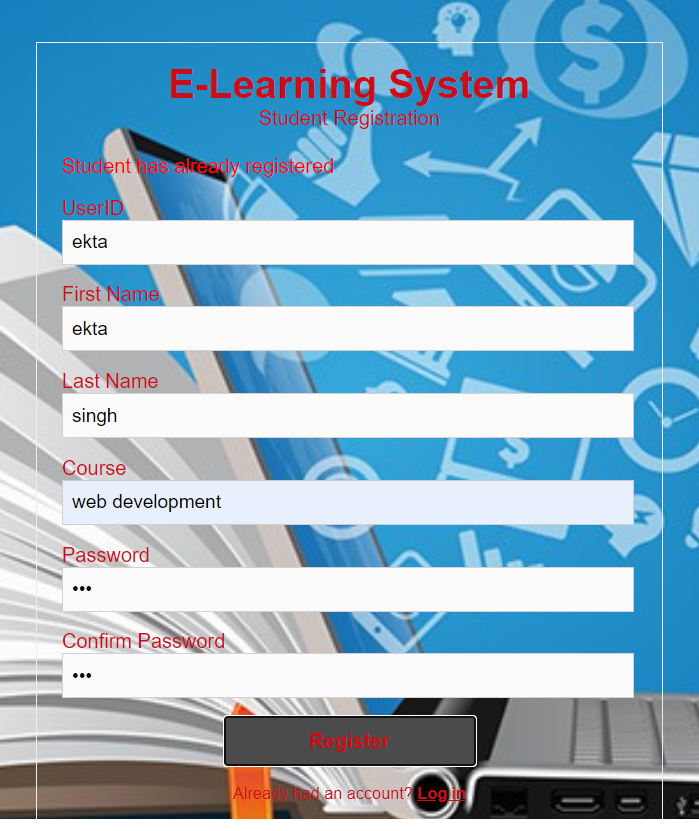 E-Learning System
Student Registration
Student has already registered
UserID
ekta
First Name
ekta
Last Name
singh
Course
web development
Password
•••
Confirm Password
•••
Register
Already had an account? Log in